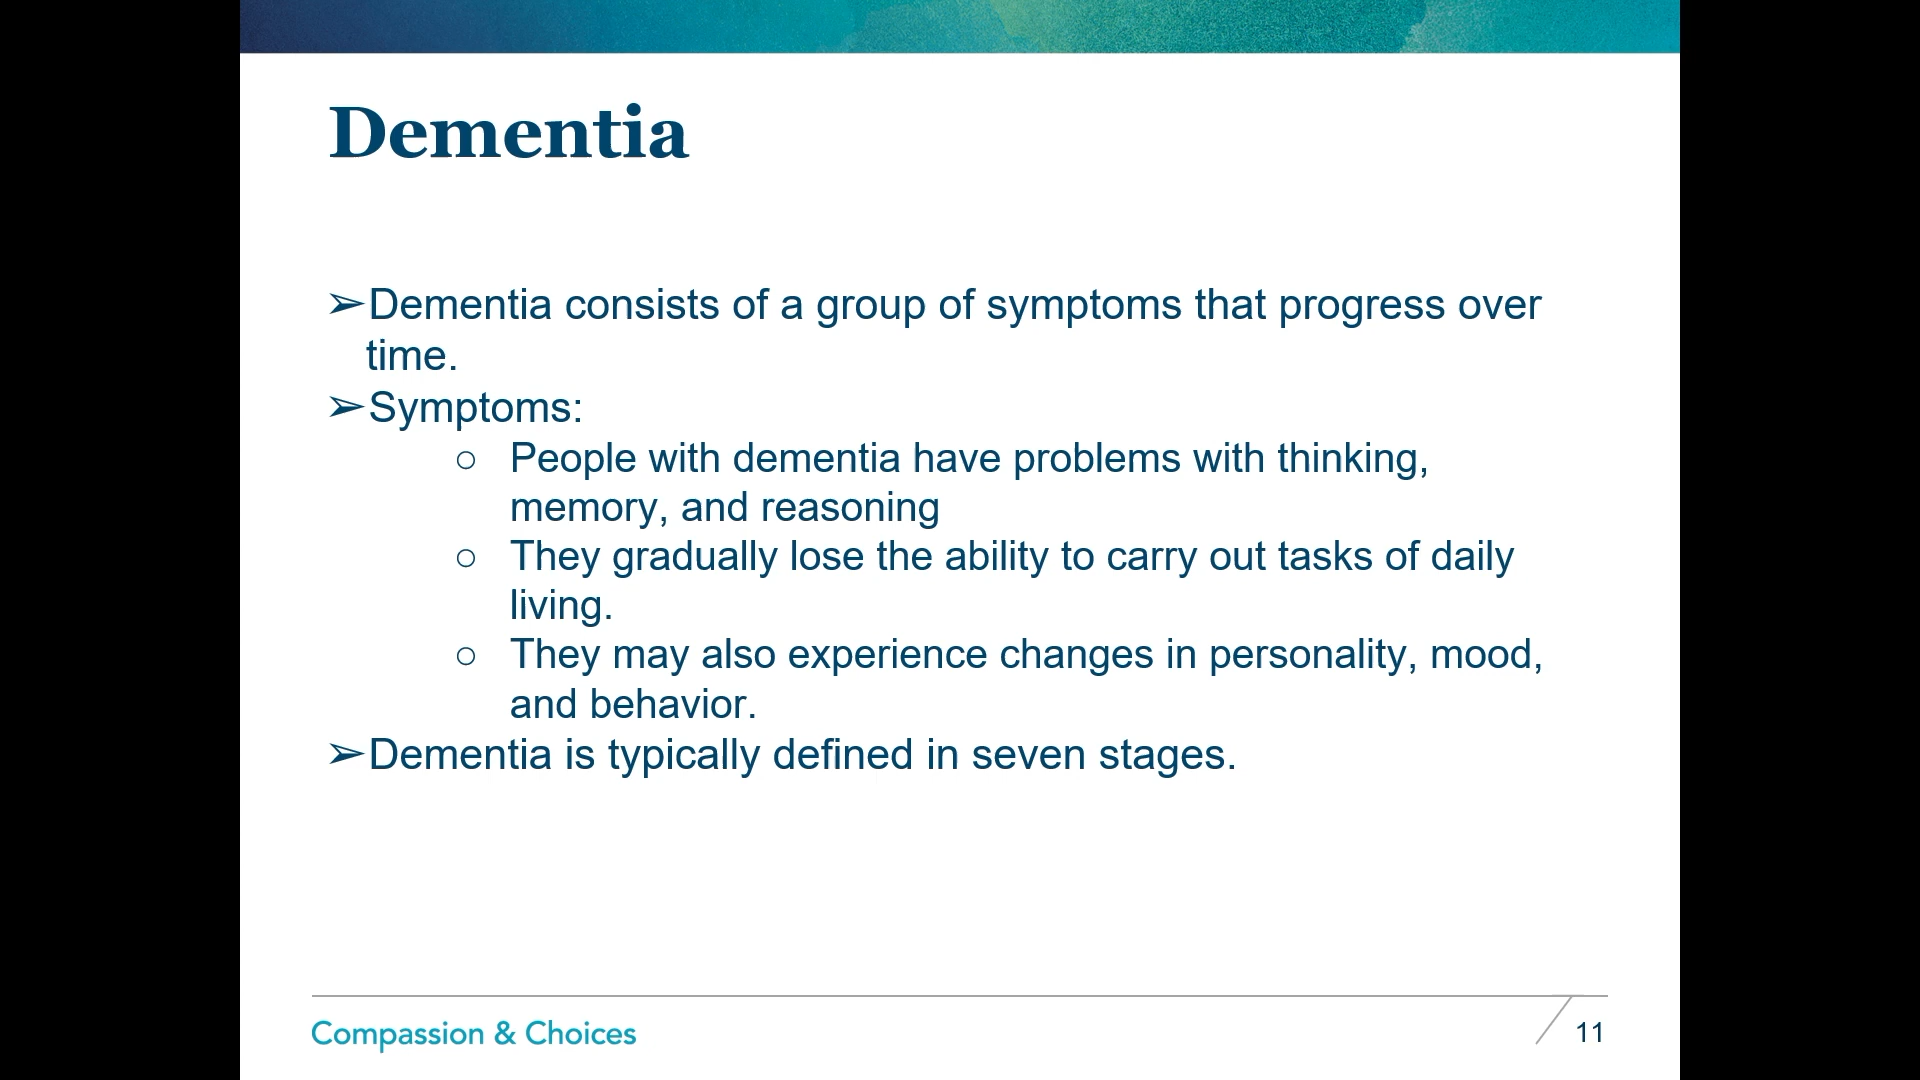 Dementia
➢Dementia consists of a group of symptoms that progress over
time.
➢Symptoms:
○ People with dementia have problems with thinking,
memory, and reasoning
○ They gradually lose the ability to carry out tasks of daily
living.
○ They may also experience changes in personality, mood,
and behavior.
➢Dementia is typically defined in seven stages.
Compassion & Choices
11